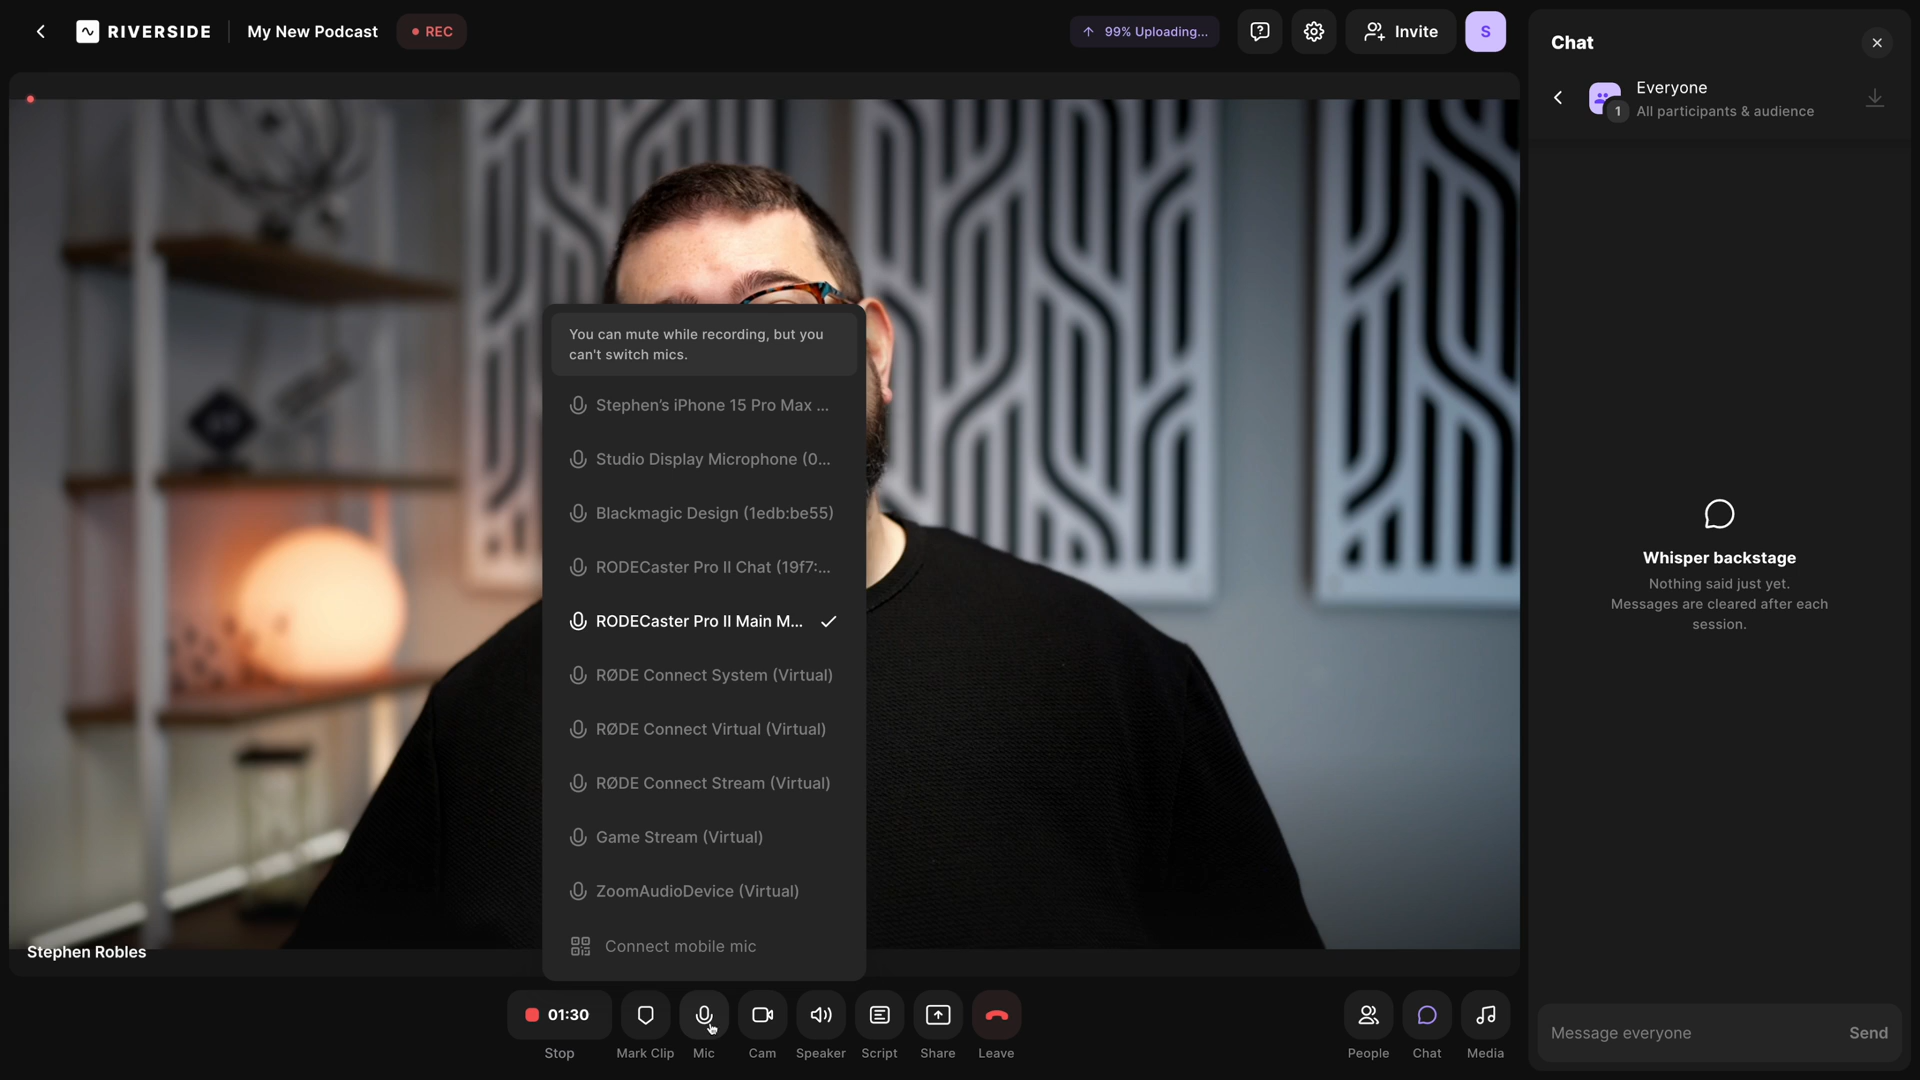 RIVERSIDE
My New Podcast
REC
99% Uploading...
Invite
S
Chat
1
Everyone
All participants & audience
You can mute while recording, but you
can't switch mics.
Stephen's iPhone 15 Pro Max ...
Studio Display Microphone (0...
Blackmagic Design (1edb:be55)
RODECaster Pro II Chat (19f7:...
RODECaster Pro II Main M...
RØDE Connect System (Virtual)
RØDE Connect Virtual (Virtual)
RØDE Connect Stream (Virtual)
Game Stream (Virtual)
ZoomAudioDevice (Virtual)
Connect mobile mic
Whisper backstage
Nothing said just yet.
Messages are cleared after each
session.
Stephen Robles
01:30
Stop
Mark Clip
Mic
Cam
Speaker
Script
Share
Leave
People
Chat
Media
Message everyone
Send